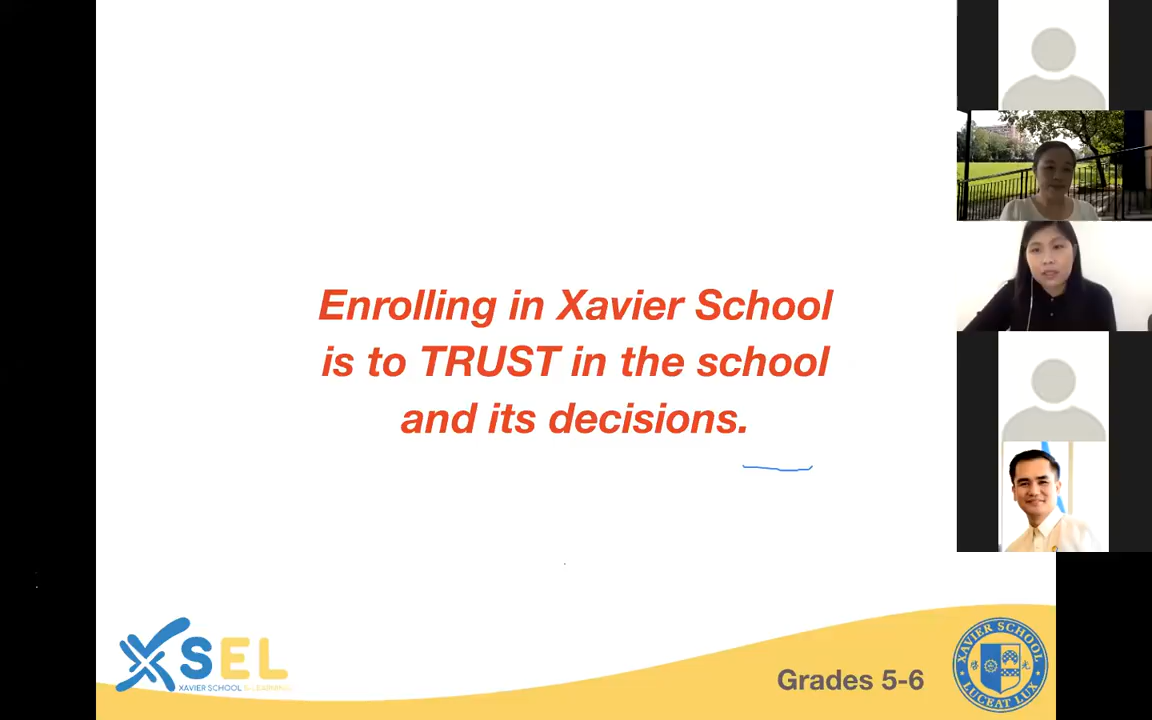 Enrolling in Xavier School
is to TRUST in the school
and its decisions.
XSEL
XAVIER SCHOOL E-LEARNING
Grades 5-6
XAVIER SCHOOL
LUCEAT LUX